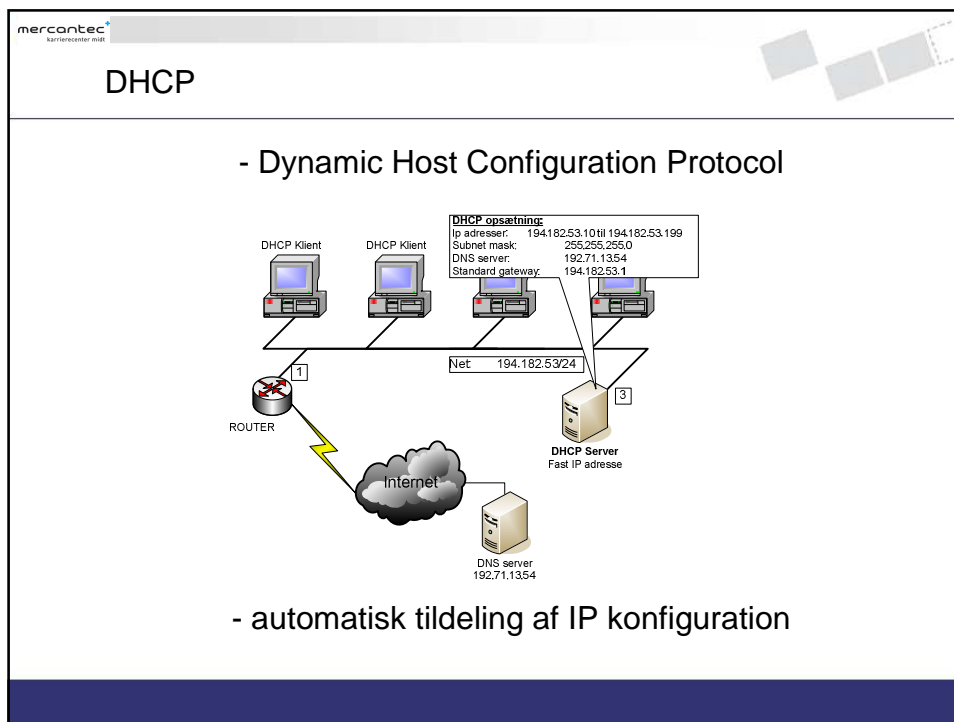 mercantec+
karrierecenter midt
DHCP
- Dynamic Host Configuration Protocol
DHCP opsætning:
Ip adresser: 194.182.53.10 til 194.182.53.199
Subnet mask: 255.255.255.0
DNS server: 192.71.13.54
Standard gateway: 194.182.53.1
DHCP Klient
DHCP Klient
Net 194.182.53/24
1
3
ROUTER
DHCP Server
Fast IP adresse
Internet
DNS server
192.71.13.54
- automatisk tildeling af IP konfiguration